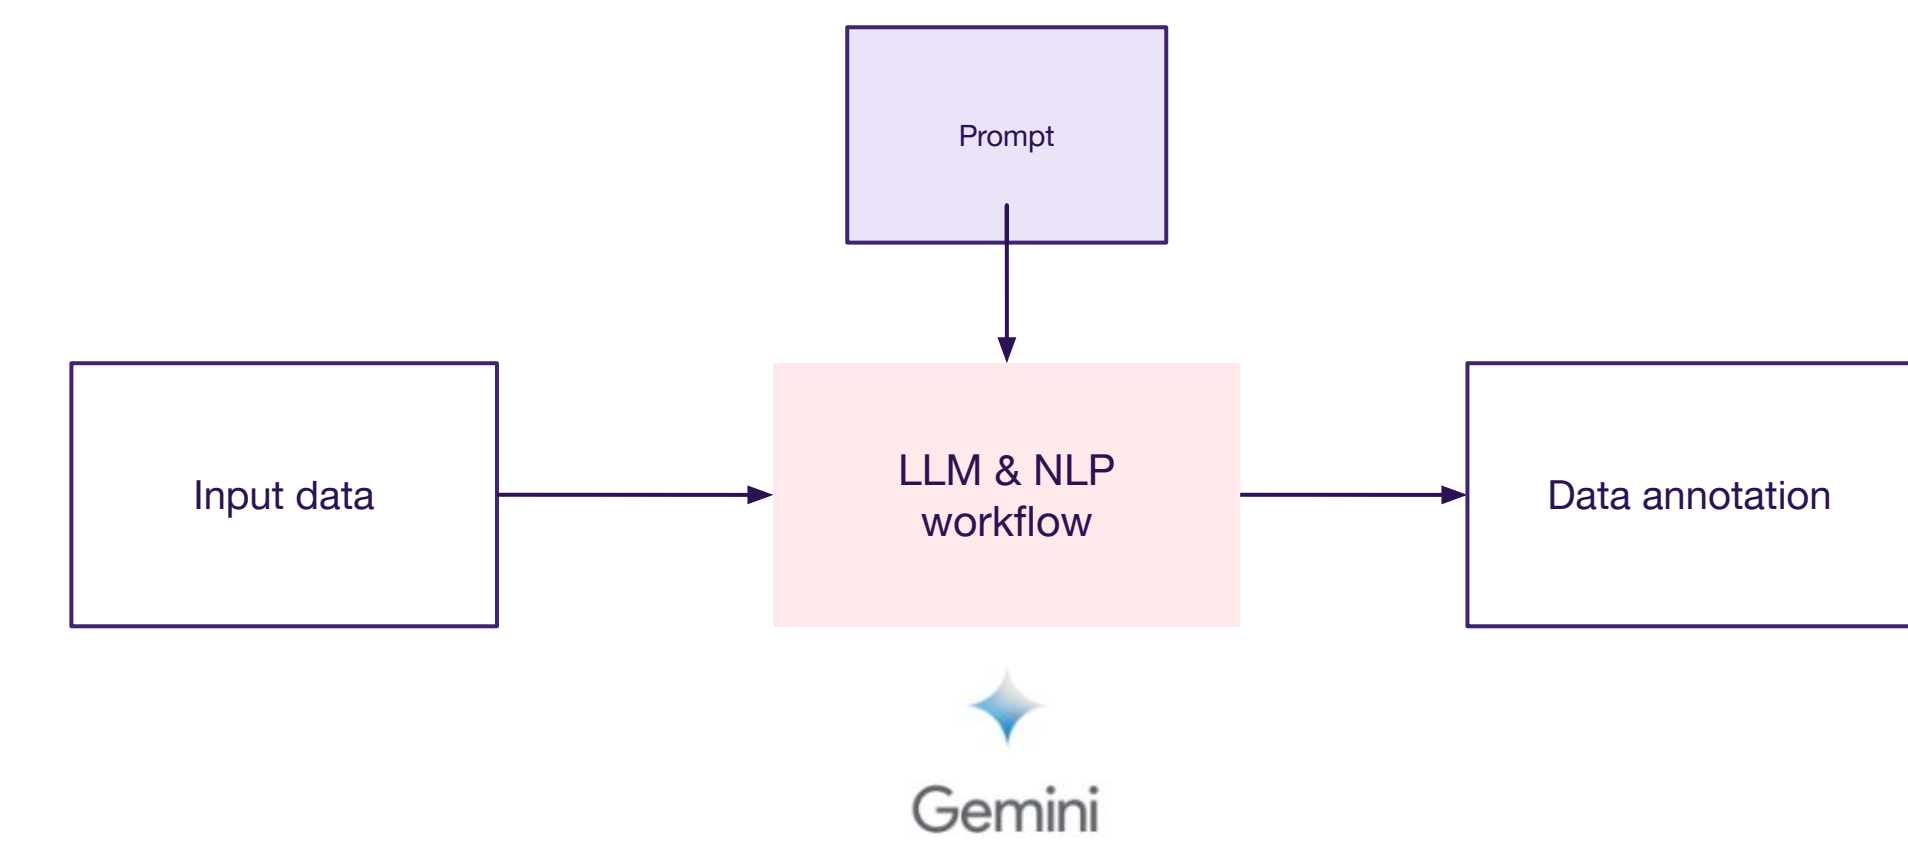 Prompt
Input data
LLM & NLP
workflow
Data annotation
Gemini